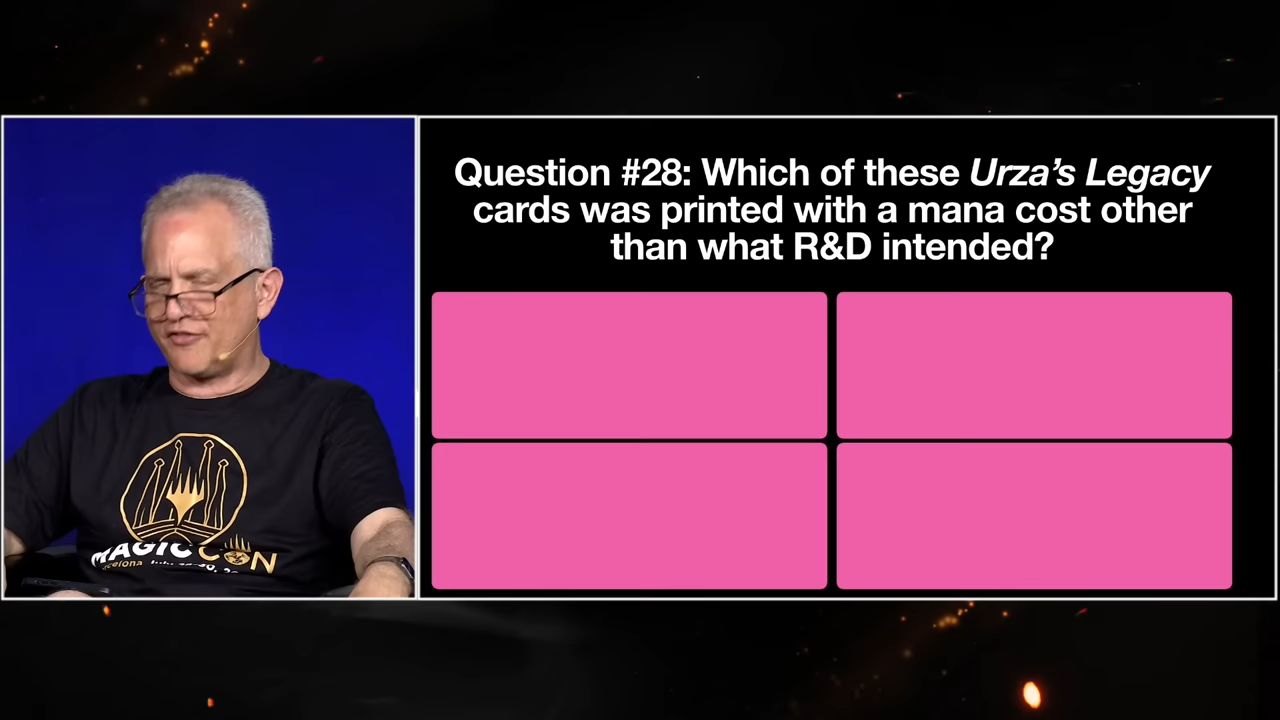 Question #28: Which of these Urza's Legacy
cards was printed with a mana cost other
than what R&D intended?
MAGICCON